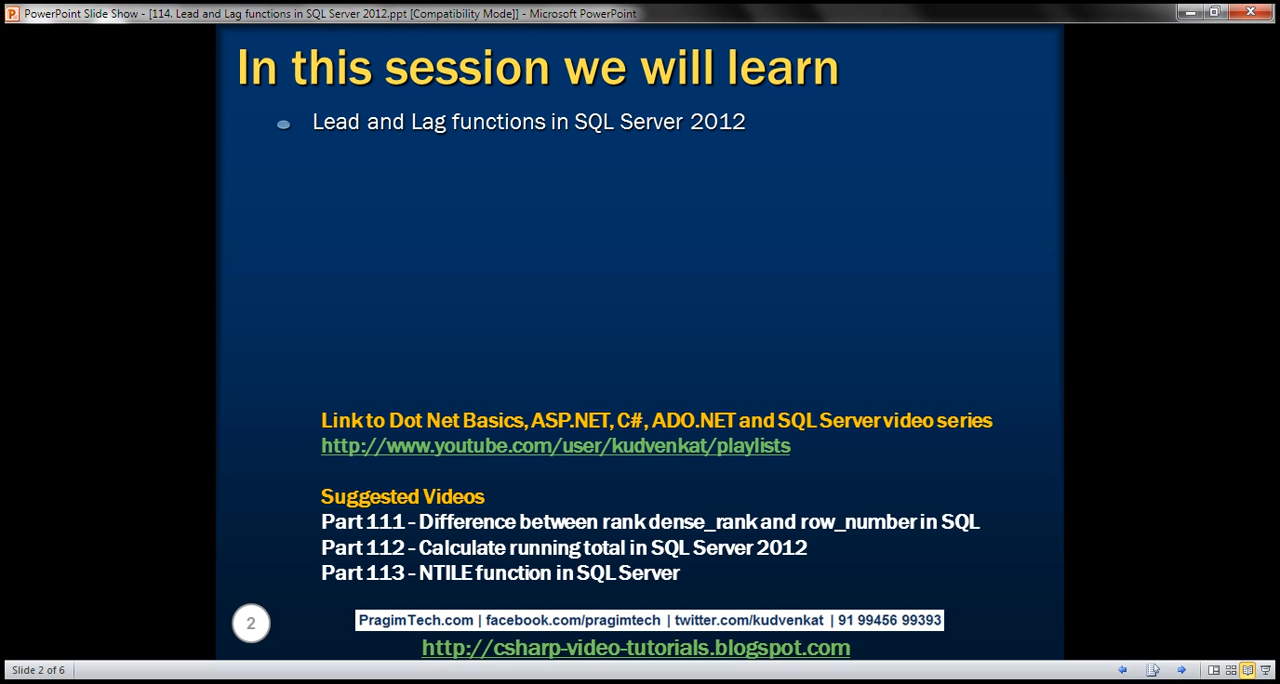 PowerPoint Slide Show - [114. Lead and Lag functions in SQL Server 2012.ppt [Compatibility Mode]] - Microsoft PowerPoint
In this session we will learn
Lead and Lag functions in SQL Server 2012
Link to Dot Net Basics, ASP.NET, C#, ADO.NET and SQL Server video series
http://www.youtube.com/user/kudvenkat/playlists
Suggested Videos
Part 111 - Difference between rank dense_rank and row_number in SQL
Part 112 - Calculate running total in SQL Server 2012
Part 113 - NTILE function in SQL Server
2
PragimTech.com | facebook.com/pragimtech | twitter.com/kudvenkat | 91 99456 99393
http://csharp-video-tutorials.blogspot.com
Slide 2 of 6